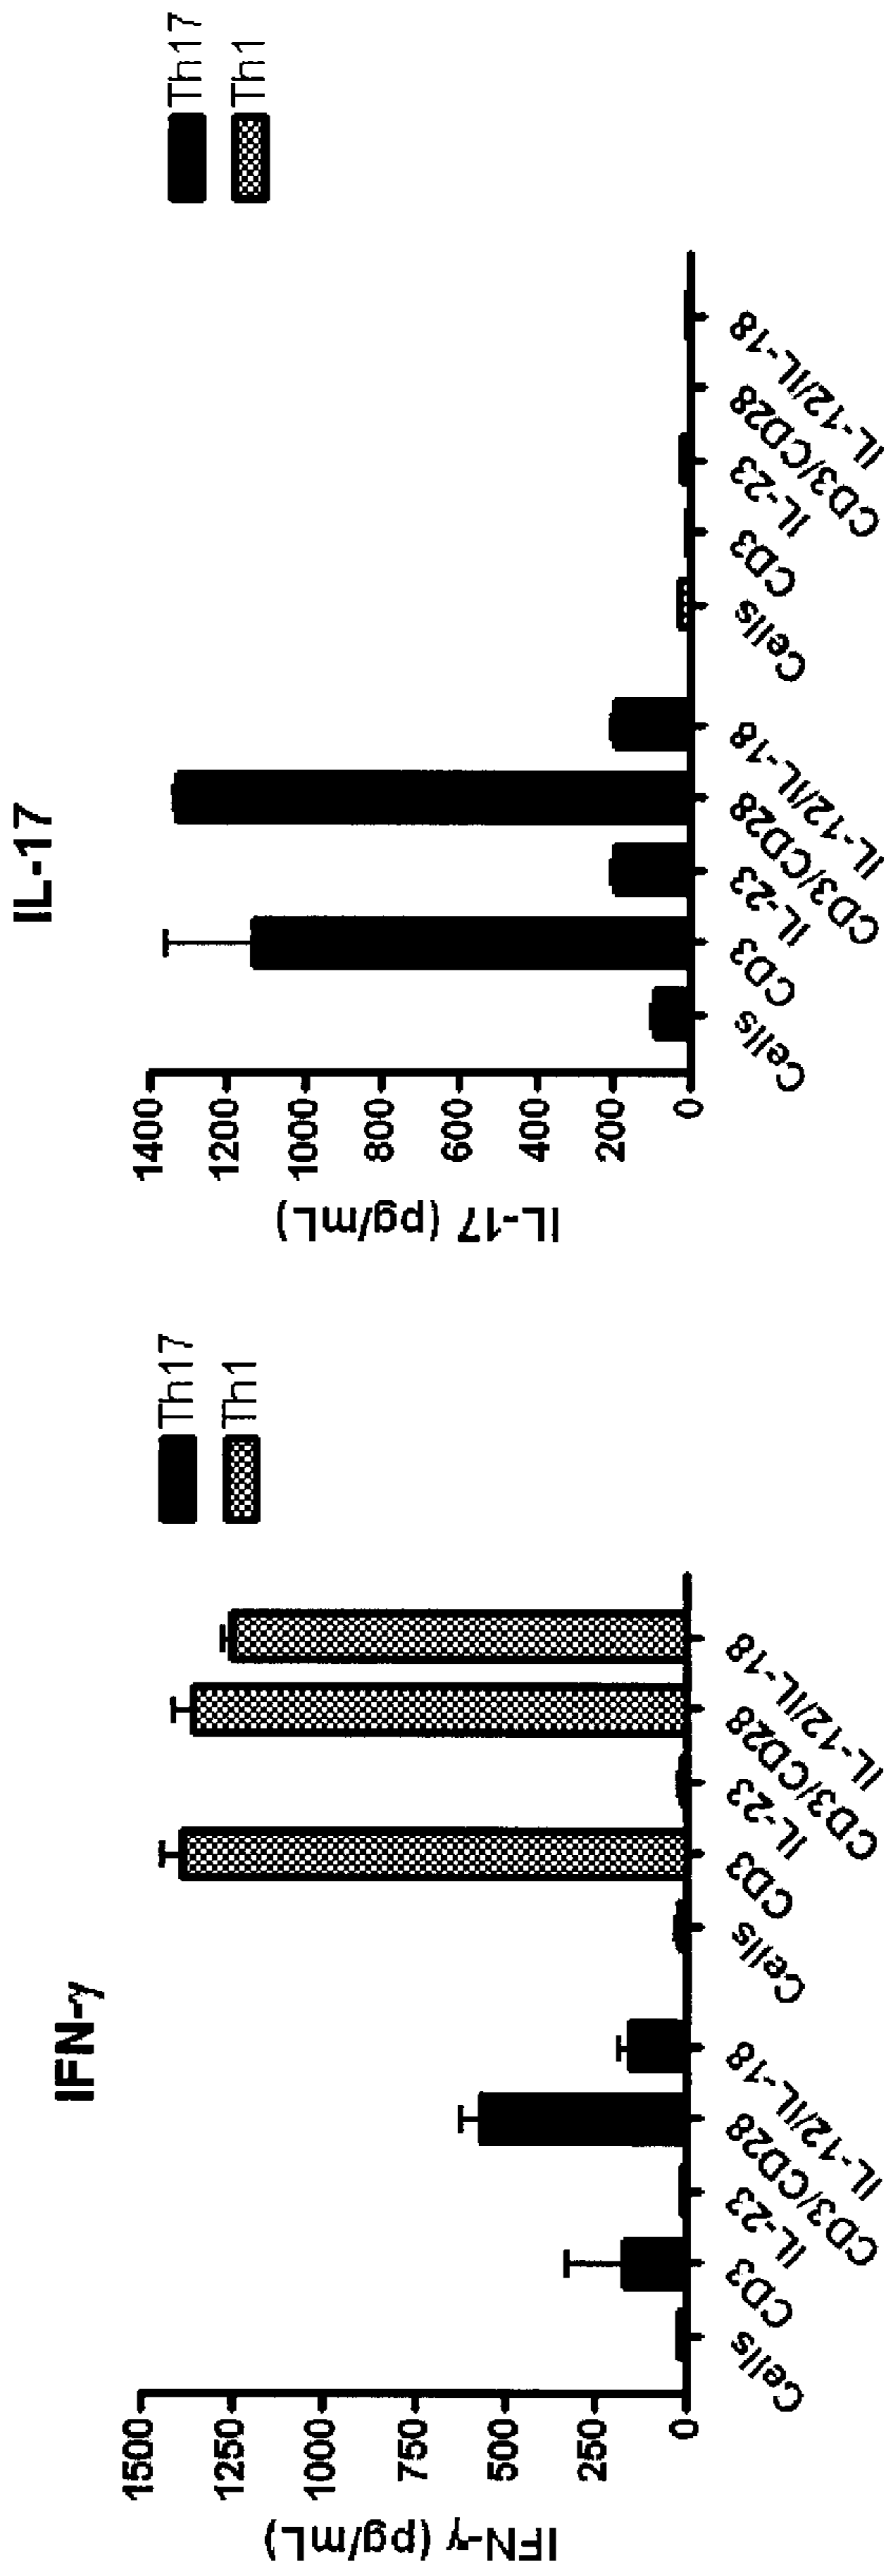 IFN-γ
Th17
Th1
IFN-γ (pg/mL)
1500
1250
1000
750
500
250
0
Cells
CD3
IL-23
CD3/CD28
IL-12/IL-18
Cells
CD3
IL-23
CD3/CD28
IL-12/IL-18
IL-17
Th17
Th1
IL-17 (pg/mL)
1400
1200
1000
800
600
400
200
0
Cells
CD3
IL-23
CD3/CD28
IL-12/IL-18
Cells
CD3
IL-23
CD3/CD28
IL-12/IL-18